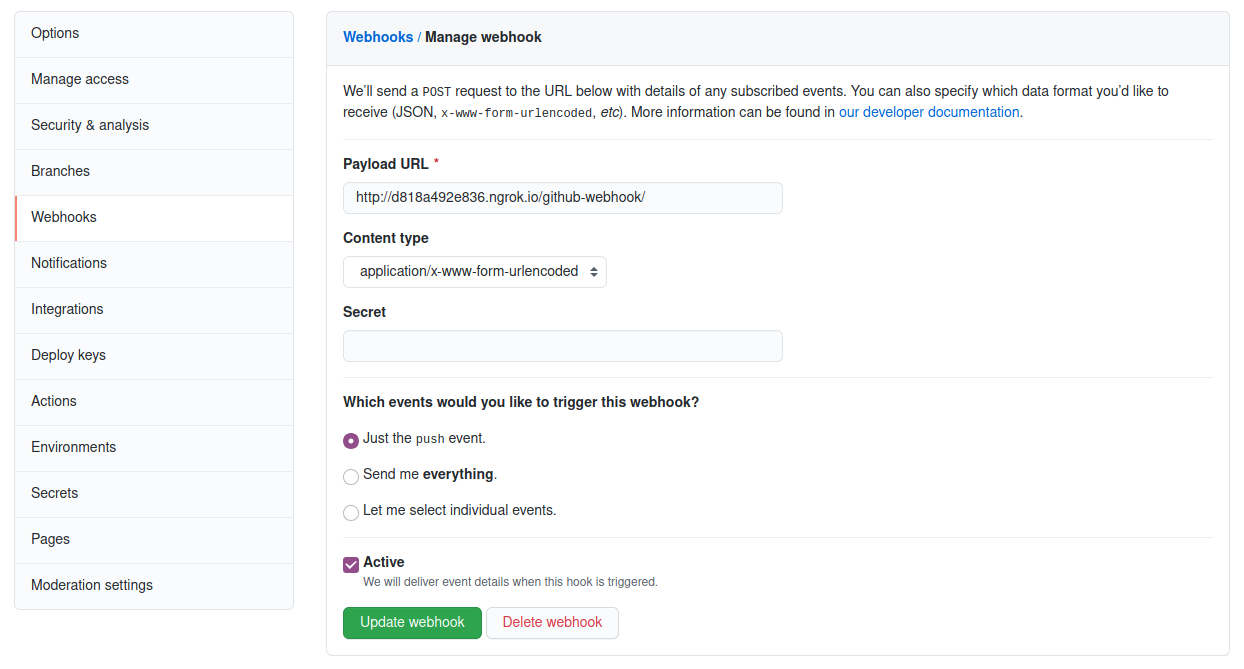 Options
Manage access
Security & analysis
Branches
Webhooks
Notifications
Integrations
Deploy keys
Actions
Environments
Secrets
Pages
Moderation settings
Webhooks / Manage webhook
We’ll send a POST request to the URL below with details of any subscribed events. You can also specify which data format you’d like to
receive (JSON, x-www-form-urlencoded, etc). More information can be found in our developer documentation.
Payload URL *
http://d818a492e836.ngrok.io/github-webhook/
Content type
application/x-www-form-urlencoded
Secret
Which events would you like to trigger this webhook?
Just the push event.
Send me everything.
Let me select individual events.
Active
We will deliver event details when this hook is triggered.
Update webhook Delete webhook